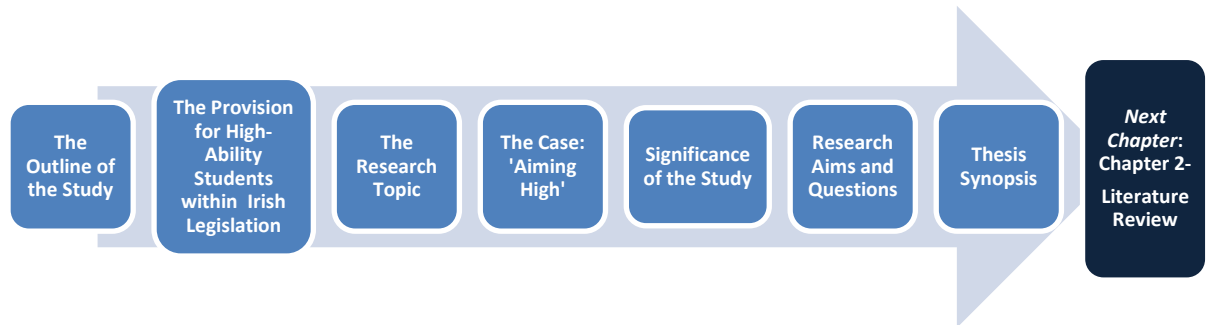 The
Outline of
the Study
The Provision
for High-
Ability
Students
within Irish
Legislation
The
Research
Topic
The Case:
'Aiming
High'
Significance
of the Study
Research
Aims and
Questions
Thesis
Synopsis
Next
Chapter:
Chapter 2-
Literature
Review